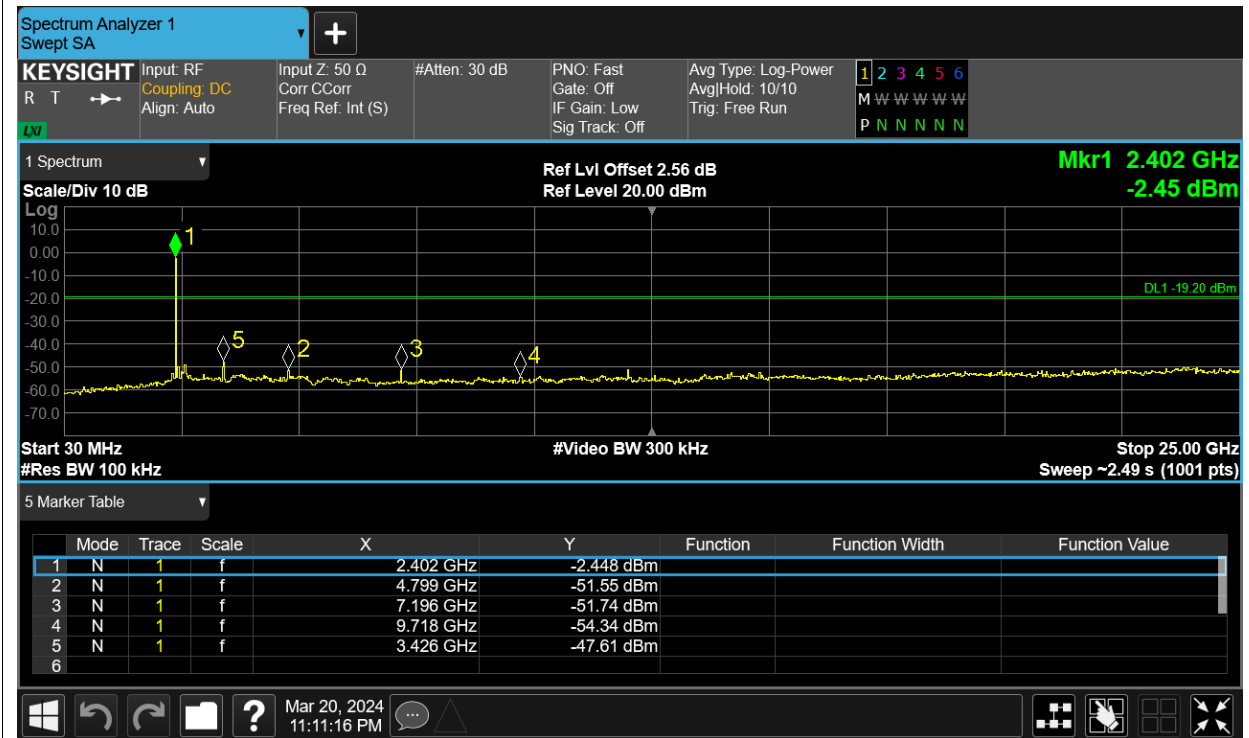 Spectrum Analyzer 1
Swept SA
+
KEYSIGHT
R T
LXI
Input: RF
Coupling: DC
Align: Auto
Input Z: 50 Ω
Corr CCorr
Freq Ref: Int (S)
#Atten: 30 dB
PNO: Fast
Gate: Off
IF Gain: Low
Sig Track: Off
Avg Type: Log-Power
Avg|Hold: 10/10
Trig: Free Run
1 2 3 4 5 6
M W W W W W
P N N N N N
1 Spectrum
Scale/Div 10 dB
Ref Lvl Offset 2.56 dB
Ref Level 20.00 dBm
Mkr1 2.402 GHz
-2.45 dBm
Log
10.0
0.00
-10.0
-20.0
-30.0
-40.0
-50.0
-60.0
-70.0
1
DL1 -19.20 dBm
5
2
3
4
Start 30 MHz
#Video BW 300 kHz
Stop 25.00 GHz
#Res BW 100 kHz
Sweep ~2.49 s (1001 pts)
5 Marker Table
Mode Trace Scale X Y Function Function Width Function Value
1 N 1 f 2.402 GHz -2.448 dBm
2 N 1 f 4.799 GHz -51.55 dBm
3 N 1 f 7.196 GHz -51.74 dBm
4 N 1 f 9.718 GHz -54.34 dBm
5 N 1 f 3.426 GHz -47.61 dBm
6
?
Mar 20, 2024
11:11:16 PM